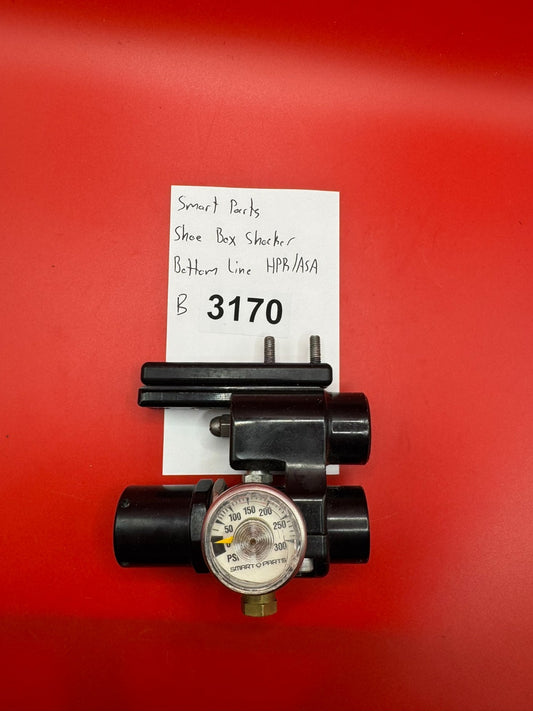 Smart Parts
Shoe Box Shocker
Bottom Line HPR/ASA
B 3170
0 50 100 150 200 250 300
PSI
SMART PARTS